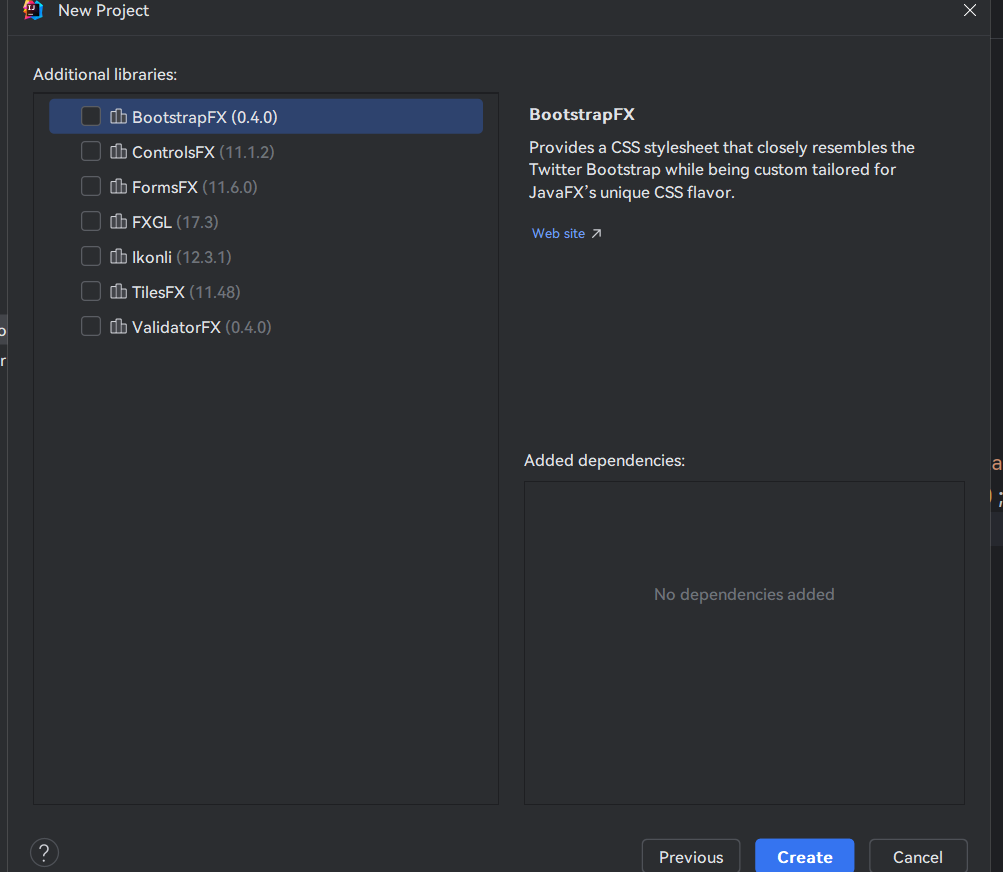 New Project
Additional libraries:
BootstrapFX (0.4.0)
ControlsFX (11.1.2)
FormsFX (11.6.0)
FXGL (17.3)
Ikonli (12.3.1)
TilesFX (11.48)
ValidatorFX (0.4.0)
BootstrapFX
Provides a CSS stylesheet that closely resembles the
Twitter Bootstrap while being custom tailored for
JavaFX’s unique CSS flavor.
Web site ↗
Added dependencies:
No dependencies added
?
Previous
Create
Cancel